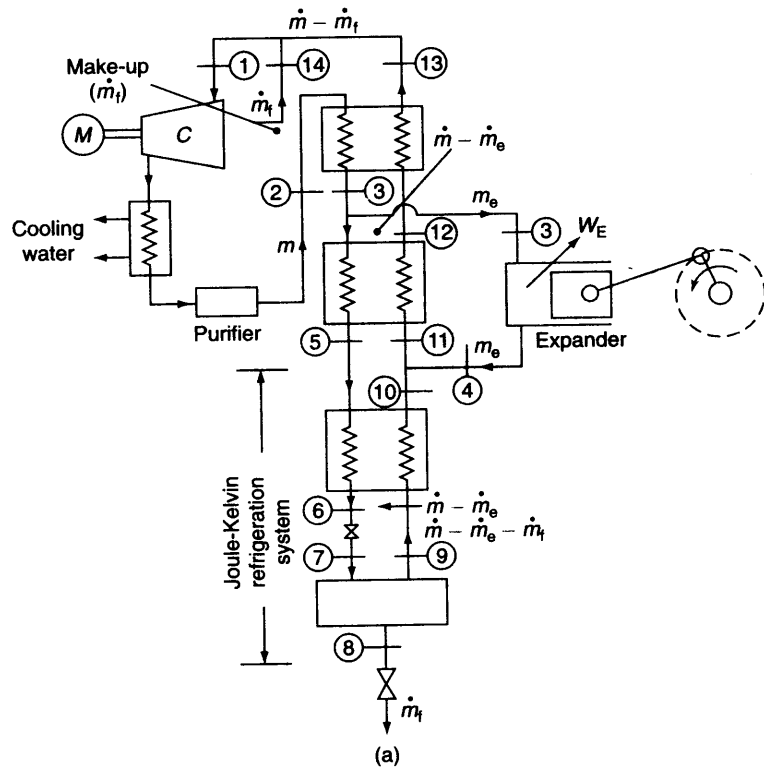 ṁ − ṁf
Make-up
(ṁf)
1
14
13
ṁf
M
C
ṁ − ṁe
2
3
me
12
3
WE
Cooling
water
m
Purifier
5
11
me
Expander
10
4
Joule-Kelvin
refrigeration
system
6
ṁ − ṁe
ṁ − ṁe − ṁf
7
9
8
ṁf
(a)